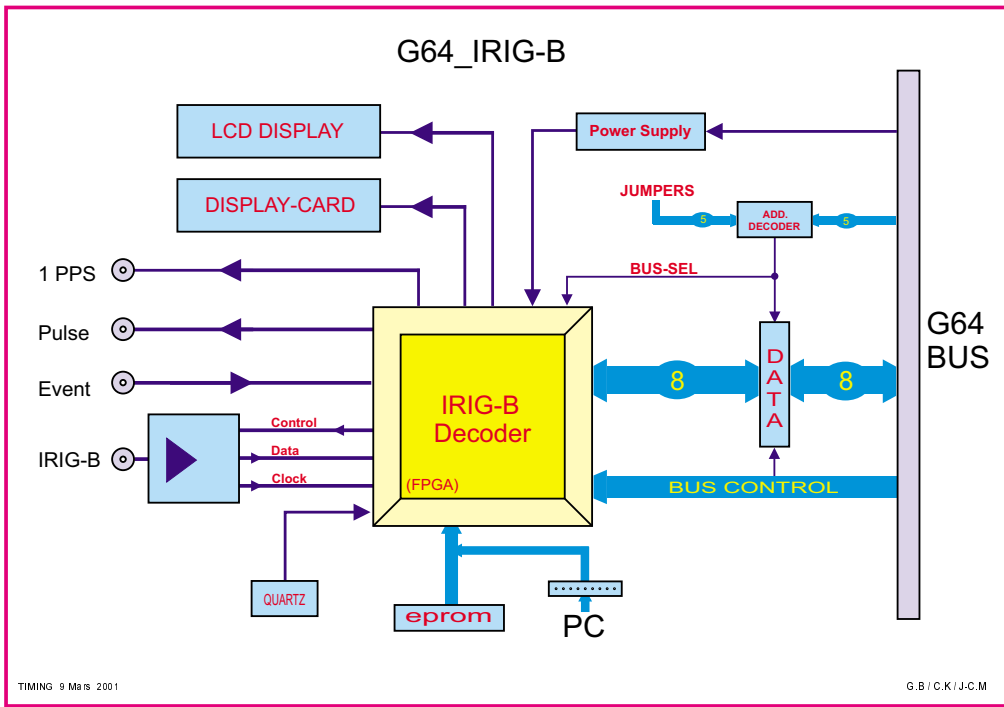 G64_IRIG-B
LCD DISPLAY
Power Supply
DISPLAY-CARD
JUMPERS
5
ADD.
DECODER
5
1 PPS
BUS-SEL
Pulse
G64
BUS
Event
8
DATA
8
IRIG-B
Decoder
(FPGA)
IRIG-B
Control
Data
Clock
BUS CONTROL
QUARTZ
eprom
PC
TIMING 9 Mars 2001
G.B / C.K / J-C.M